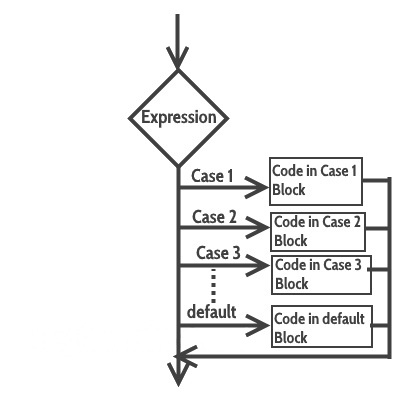 Expression
Case 1
Code in Case 1
Block
Case 2
Code in Case 2
Block
Case 3
Code in Case 3
Block
default
Code in default
Block